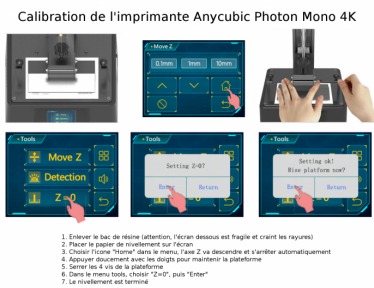 Calibration de l'imprimante Anycubic Photon Mono 4K
Move Z
0.1mm 1mm 10mm
Tools
Move Z
Detection
Z=0
Tools
Setting Z=0?
Enter Return
Tools
Setting ok!
Rise platform now?
Enter Return
1. Enlever le bac de résine (attention, l'écran dessous est fragile et craint les rayures)
2. Placer le papier de nivellement sur l'écran
3. Choisir l'icone "Home" dans le menu, l'axe Z va descendre et s'arrêter automatiquement
4. Appuyer doucement avec les doigts pour maintenir la plateforme
5. Serrer les 4 vis de la plateforme
6. Dans le menu tools, choisir "Z=0", puis "Enter"
7. Le nivellement est terminé